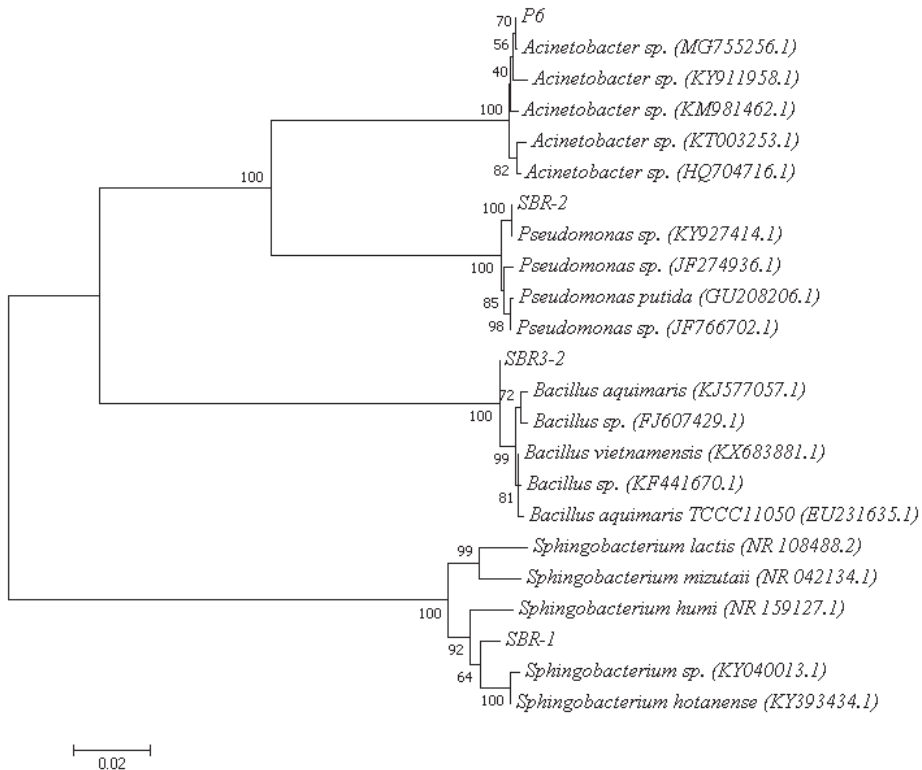 70
P6
56
Acinetobacter sp. (MG755256.1)
40
Acinetobacter sp. (KY911958.1)
100
Acinetobacter sp. (KM981462.1)
Acinetobacter sp. (KT003253.1)
82
Acinetobacter sp. (HQ704716.1)
100
100
SBR-2
Pseudomonas sp. (KY927414.1)
100
Pseudomonas sp. (JF274936.1)
85
Pseudomonas putida (GU208206.1)
98
Pseudomonas sp. (JF766702.1)
SBR3-2
72
Bacillus aquimaris (KJ577057.1)
100
Bacillus sp. (FJ607429.1)
99
Bacillus vietnamensis (KX683881.1)
Bacillus sp. (KF441670.1)
81
Bacillus aquimaris TCCC11050 (EU231635.1)
99
Sphingobacterium lactis (NR 108488.2)
Sphingobacterium mizutaii (NR 042134.1)
100
Sphingobacterium humi (NR 159127.1)
92
SBR-1
64
Sphingobacterium sp. (KY040013.1)
100
Sphingobacterium hotanense (KY393434.1)
0.02